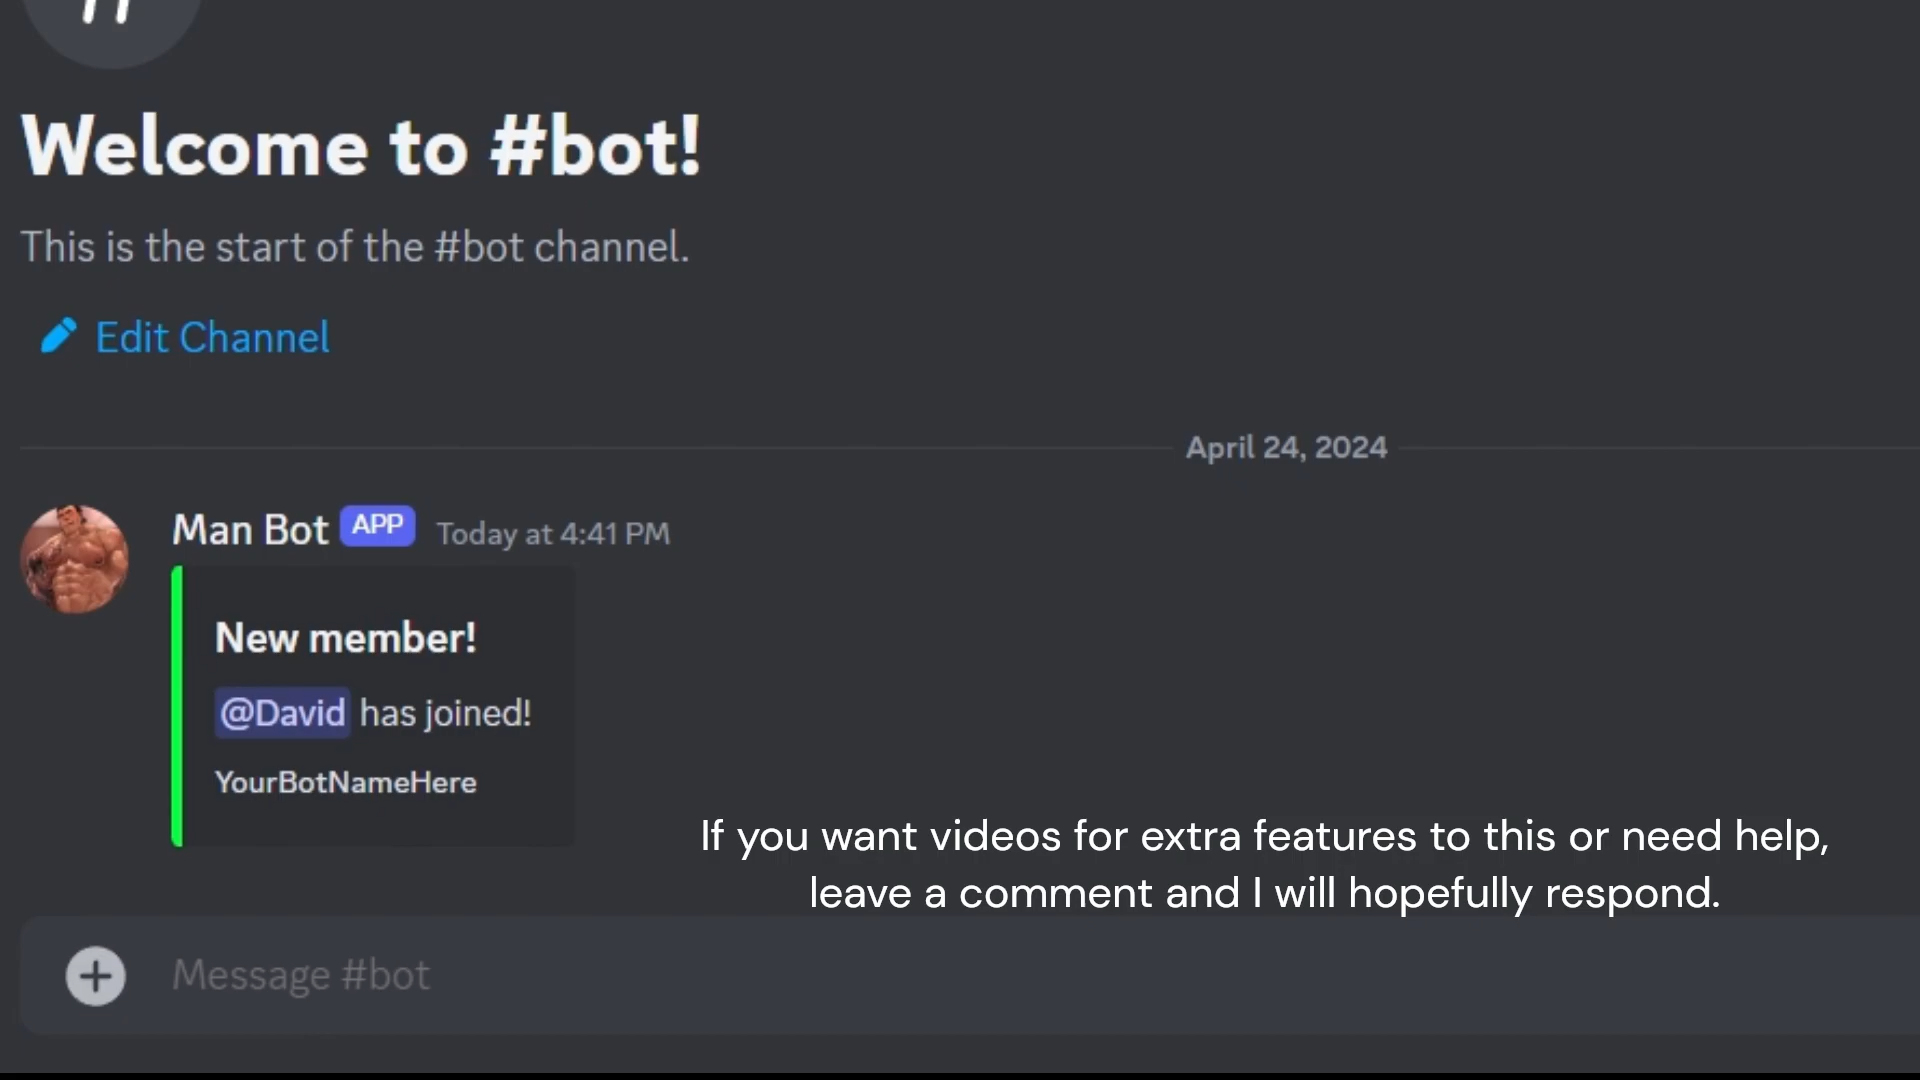 Welcome to #bot!
This is the start of the #bot channel.
Edit Channel
April 24, 2024
Man Bot APP Today at 4:41 PM
New member!
@David has joined!
YourBotNameHere
If you want videos for extra features to this or need help,
leave a comment and I will hopefully respond.
Message #bot